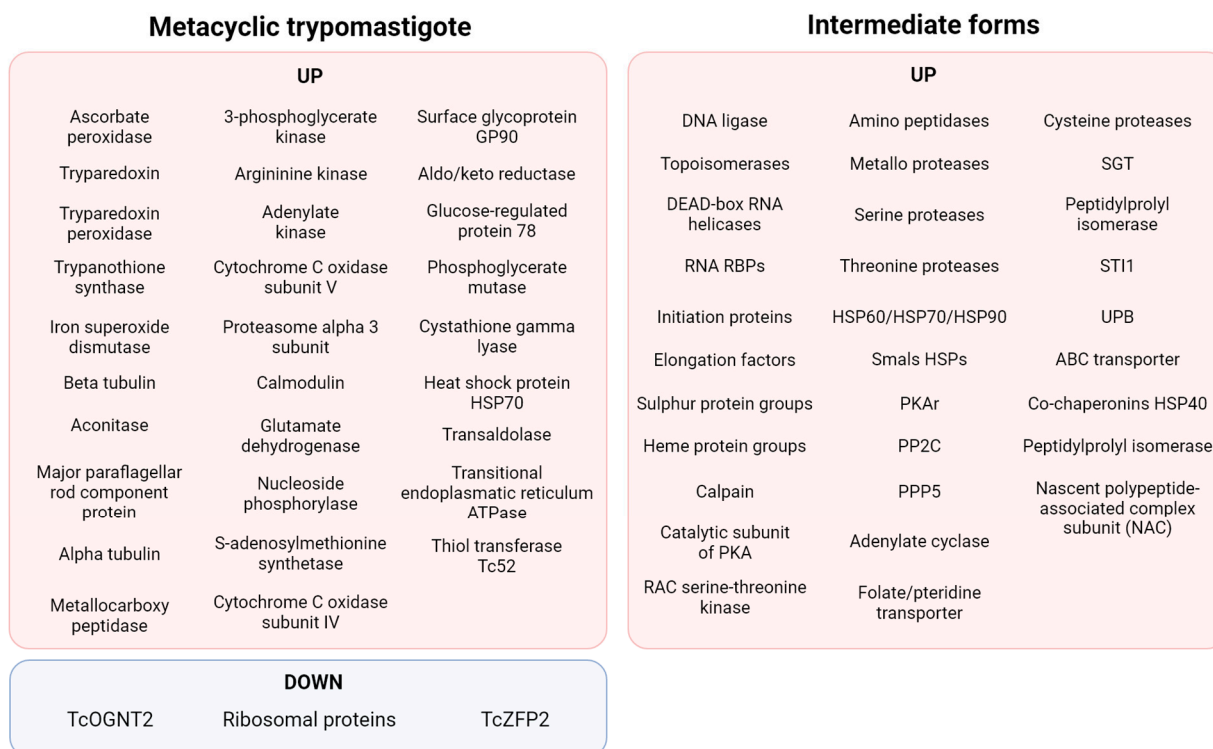 Metacyclic trypomastigote
UP
Ascorbate
peroxidase
Tryparedoxin
Tryparedoxin
peroxidase
Trypanothione
synthase
Iron superoxide
dismutase
Beta tubulin
Aconitase
Major paraflagellar
rod component
protein
Alpha tubulin
Metallocarboxy
peptidase
3-phosphoglycerate
kinase
Argininine kinase
Adenylate
kinase
Cytochrome C oxidase
subunit V
Proteasome alpha 3
subunit
Calmodulin
Glutamate
dehydrogenase
Nucleoside
phosphorylase
S-adenosylmethionine
synthetase
Cytochrome C oxidase
subunit IV
Surface glycoprotein
GP90
Aldo/keto reductase
Glucose-regulated
protein 78
Phosphoglycerate
mutase
Cystathione gamma
lyase
Heat shock protein
HSP70
Transaldolase
Transitional
endoplasmatic reticulum
ATPase
Thiol transferase
Tc52
DOWN
TcOGNT2
Ribosomal proteins
TcZFP2
Intermediate forms
UP
DNA ligase
Topoisomerases
DEAD-box RNA
helicases
RNA RBPs
Initiation proteins
Elongation factors
Sulphur protein groups
Heme protein groups
Calpain
Catalytic subunit
of PKA
RAC serine-threonine
kinase
Amino peptidases
Metallo proteases
Serine proteases
Threonine proteases
HSP60/HSP70/HSP90
Smals HSPs
PKAr
PP2C
PPP5
Adenylate cyclase
Folate/pteridine
transporter
Cysteine proteases
SGT
Peptidylprolyl
isomerase
STI1
UPB
ABC transporter
Co-chaperonins HSP40
Peptidylprolyl isomerase
Nascent polypeptide-
associated complex
subunit (NAC)